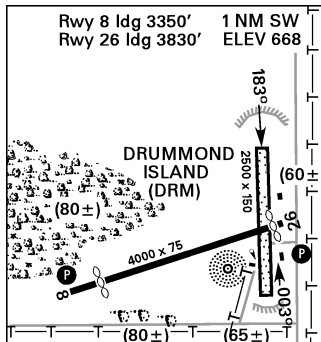 Rwy 8 ldg 3350' 1 NM SW
Rwy 26 ldg 3830' ELEV 668
183°
DRUMMOND
ISLAND
(DRM)
2500 x 150
(60±
(80±)
26
4000 x 75
P
P
8
003°
(80±)
(65±)